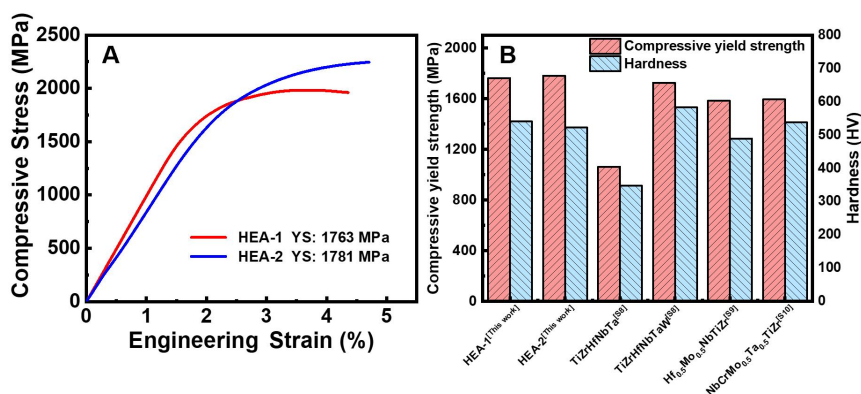 A
Compressive Stress (MPa)
2500
2000
1500
1000
500
0
HEA-1 YS: 1763 MPa
HEA-2 YS: 1781 MPa
0 1 2 3 4 5
Engineering Strain (%)
B
Compressive yield strength (MPa)
2000
1600
1200
800
400
0
Compressive yield strength
Hardness
800
700
600
500
400
300
200
100
0
Hardness (HV)
HEA-1[This work]
HEA-2[This work]
TiZrHfNbTa[S8]
TiZrHfNbTaW[S8]
Hf0.5Mo0.5NbTiZr[S9]
NbCrMo0.5Ta0.5TiZr[S10]